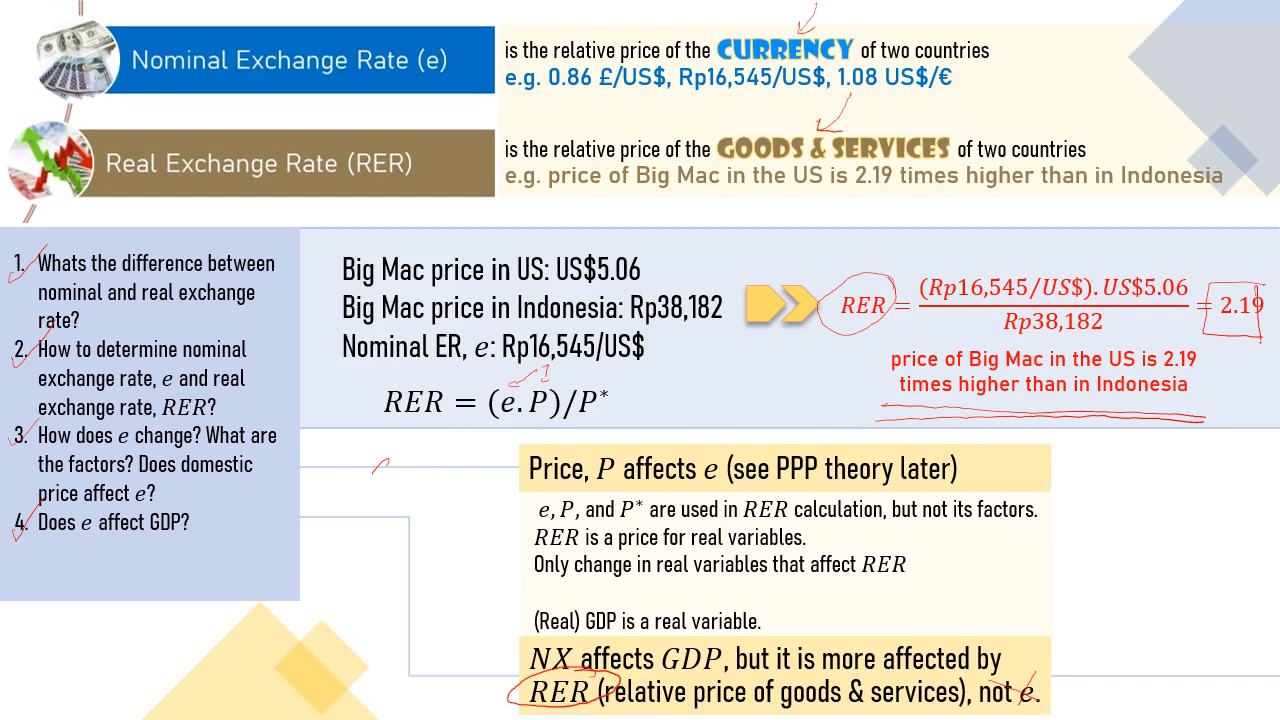 Nominal Exchange Rate (e)
is the relative price of the CURRENCY of two countries
e.g. 0.86 £/US$, Rp16,545/US$, 1.08 US$/€
Real Exchange Rate (RER)
is the relative price of the GOODS & SERVICES of two countries
e.g. price of Big Mac in the US is 2.19 times higher than in Indonesia
1. Whats the difference between
nominal and real exchange
rate?
2. How to determine nominal
exchange rate, e and real
exchange rate, RER?
3. How does e change? What are
the factors? Does domestic
price affect e?
4. Does e affect GDP?
Big Mac price in US: US$5.06
Big Mac price in Indonesia: Rp38,182
Nominal ER, e: Rp16,545/US$
RER = (e.P)/P*
RER = (Rp16,545/US$).US$5.06 / Rp38,182 = 2.19
price of Big Mac in the US is 2.19
times higher than in Indonesia
Price, P affects e (see PPP theory later)
e, P, and P* are used in RER calculation, but not its factors.
RER is a price for real variables.
Only change in real variables that affect RER
(Real) GDP is a real variable.
NX affects GDP, but it is more affected by
RER (relative price of goods & services), not e.